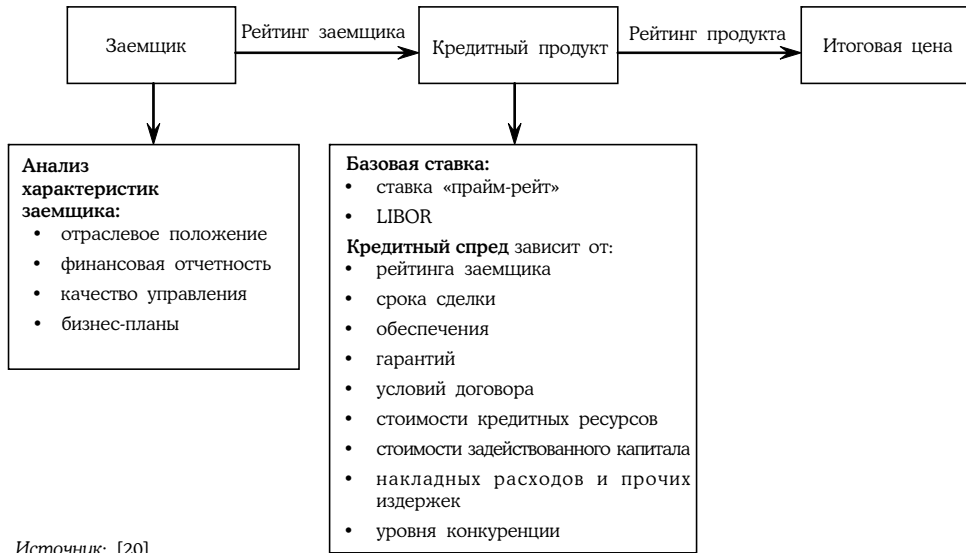 Заемщик
Рейтинг заемщика
Кредитный продукт
Рейтинг продукта
Итоговая цена
Анализ
характеристик
заемщика:
• отраслевое положение
• финансовая отчетность
• качество управления
• бизнес-планы
Базовая ставка:
• ставка «прайм-рейт»
• LIBOR
Кредитный спред зависит от:
• рейтинга заемщика
• срока сделки
• обеспечения
• гарантий
• условий договора
• стоимости кредитных ресурсов
• стоимости задействованного капитала
• накладных расходов и прочих
издержек
• уровня конкуренции
Источник: [20]